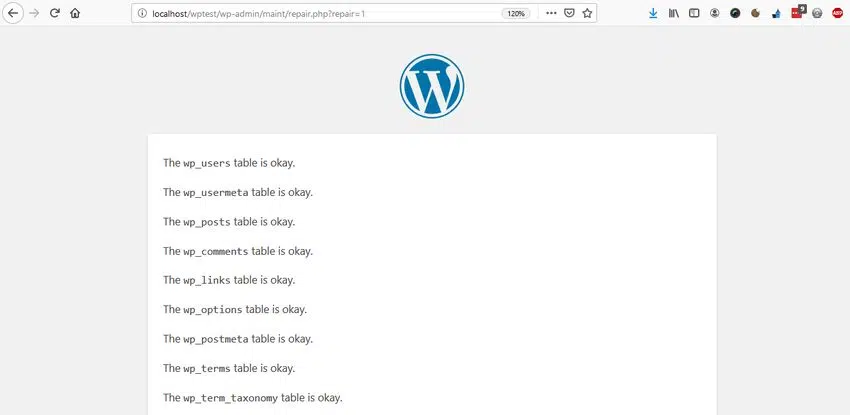 localhost/wptest/wp-admin/maint/repair.php?repair=1 120% 9 ABP
W
The wp_users table is okay.
The wp_usermeta table is okay.
The wp_posts table is okay.
The wp_comments table is okay.
The wp_links table is okay.
The wp_options table is okay.
The wp_postmeta table is okay.
The wp_terms table is okay.
The wp_term_taxonomy table is okay.